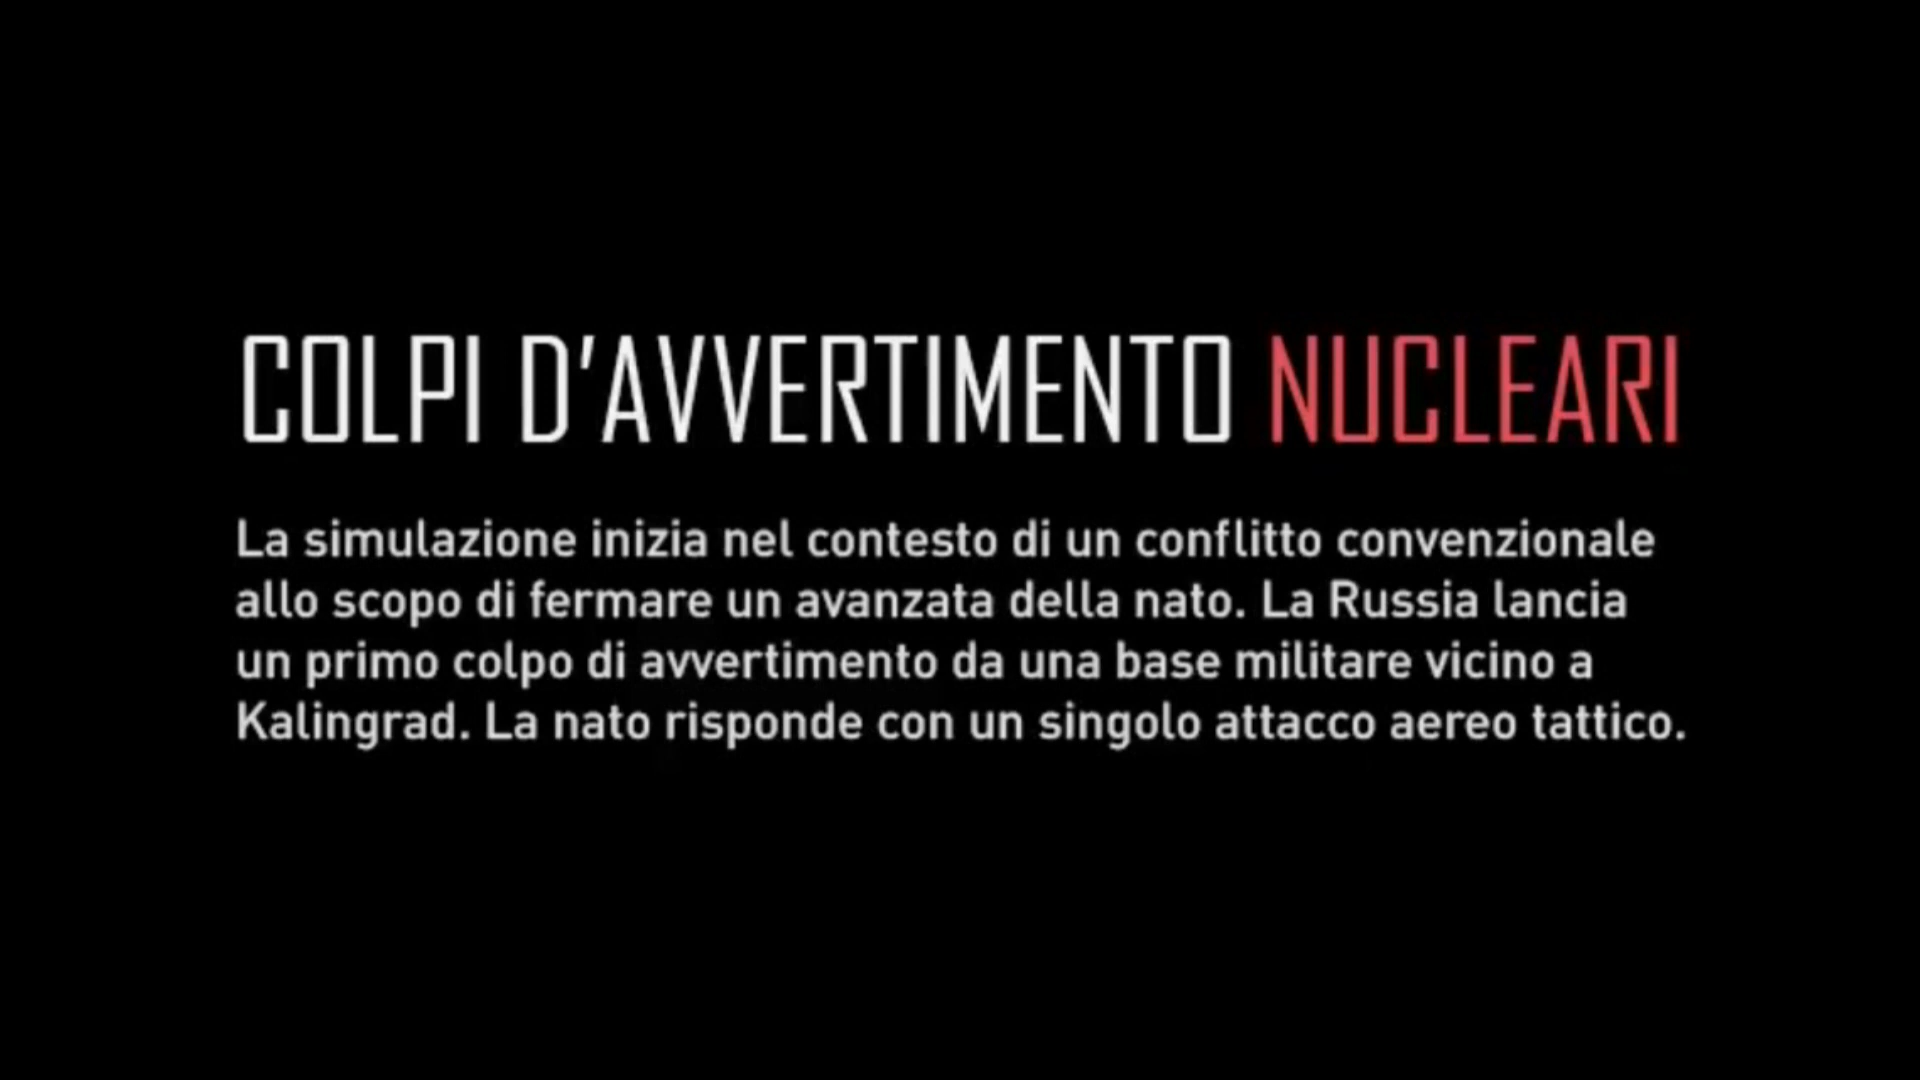 COLPI D'AVVERTIMENTO NUCLEARI
La simulazione inizia nel contesto di un conflitto convenzionale
allo scopo di fermare un avanzata della nato. La Russia lancia
un primo colpo di avvertimento da una base militare vicino a
Kalingrad. La nato risponde con un singolo attacco aereo tattico.